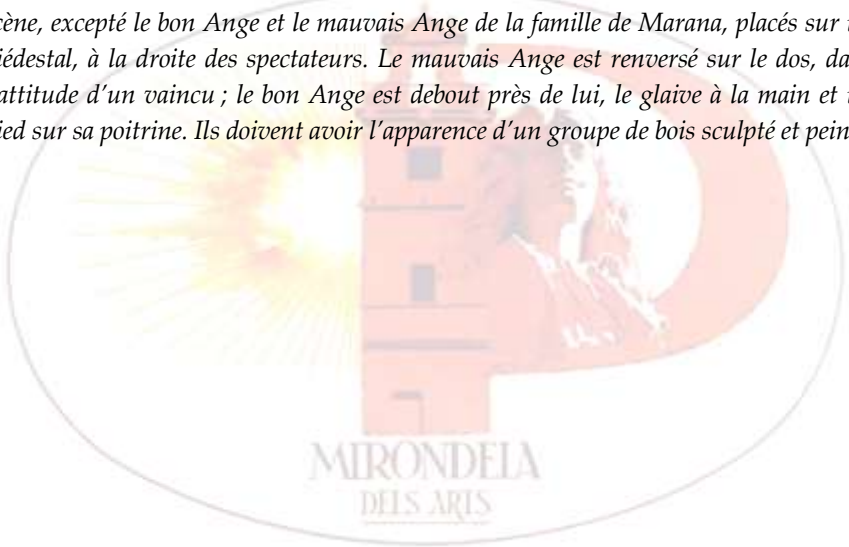 cène, excepté le bon Ange et le mauvais Ange de la famille de Marana, placés sur
iédestal, à la droite des spectateurs. Le mauvais Ange est renversé sur le dos, da
attitude d’un vaincu ; le bon Ange est debout près de lui, le glaive à la main et
ied sur sa poitrine. Ils doivent avoir l’apparence d’un groupe de bois sculpté et pein
MIRONDELA
DELS ARTS